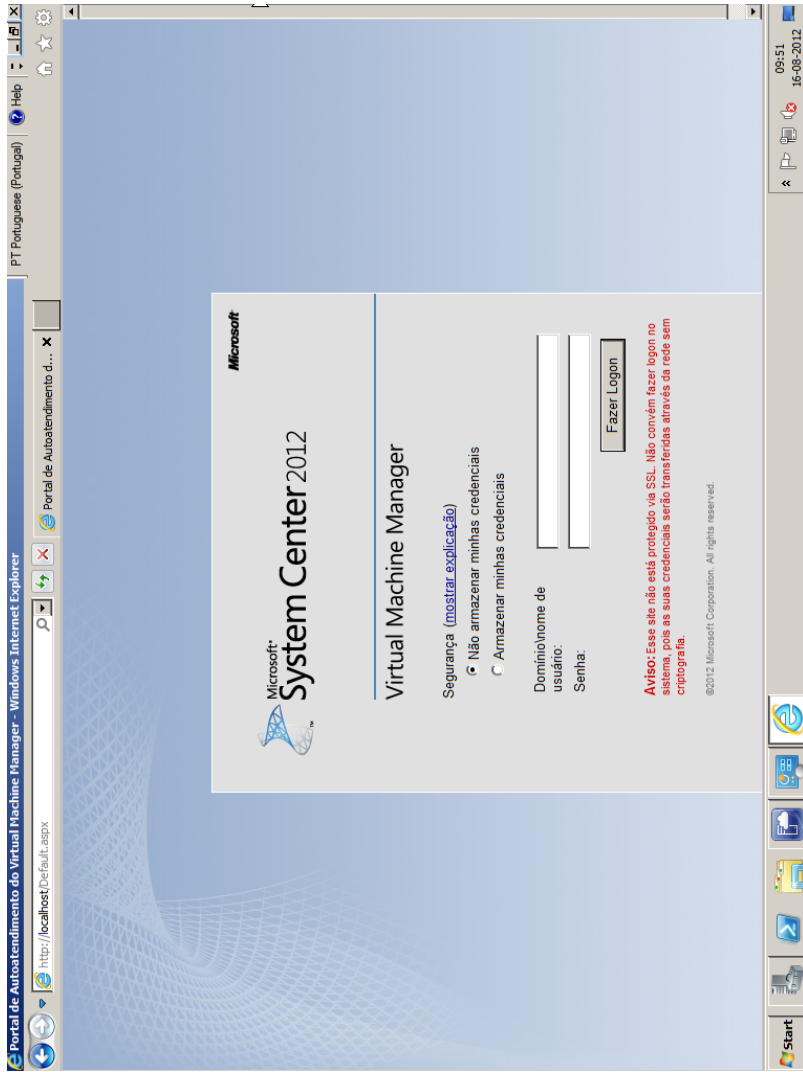 Portal de Autoatendimento do Virtual Machine Manager - Windows Internet Explorer
PT Portuguese (Portugal)
Help
http://localhost/Default.aspx
Portal de Autoatendimento d...
Microsoft
Microsoft®
System Center 2012
Virtual Machine Manager
Segurança (mostrar explicação)
Não armazenar minhas credenciais
Armazenar minhas credenciais
Domínio\nome de
usuário:
Senha:
Fazer Logon
Aviso: Esse site não está protegido via SSL. Não convém fazer logon no
sistema, pois as suas credenciais serão transferidas através da rede sem
criptografia.
©2012 Microsoft Corporation. All rights reserved.
Start
09:51
16-08-2012